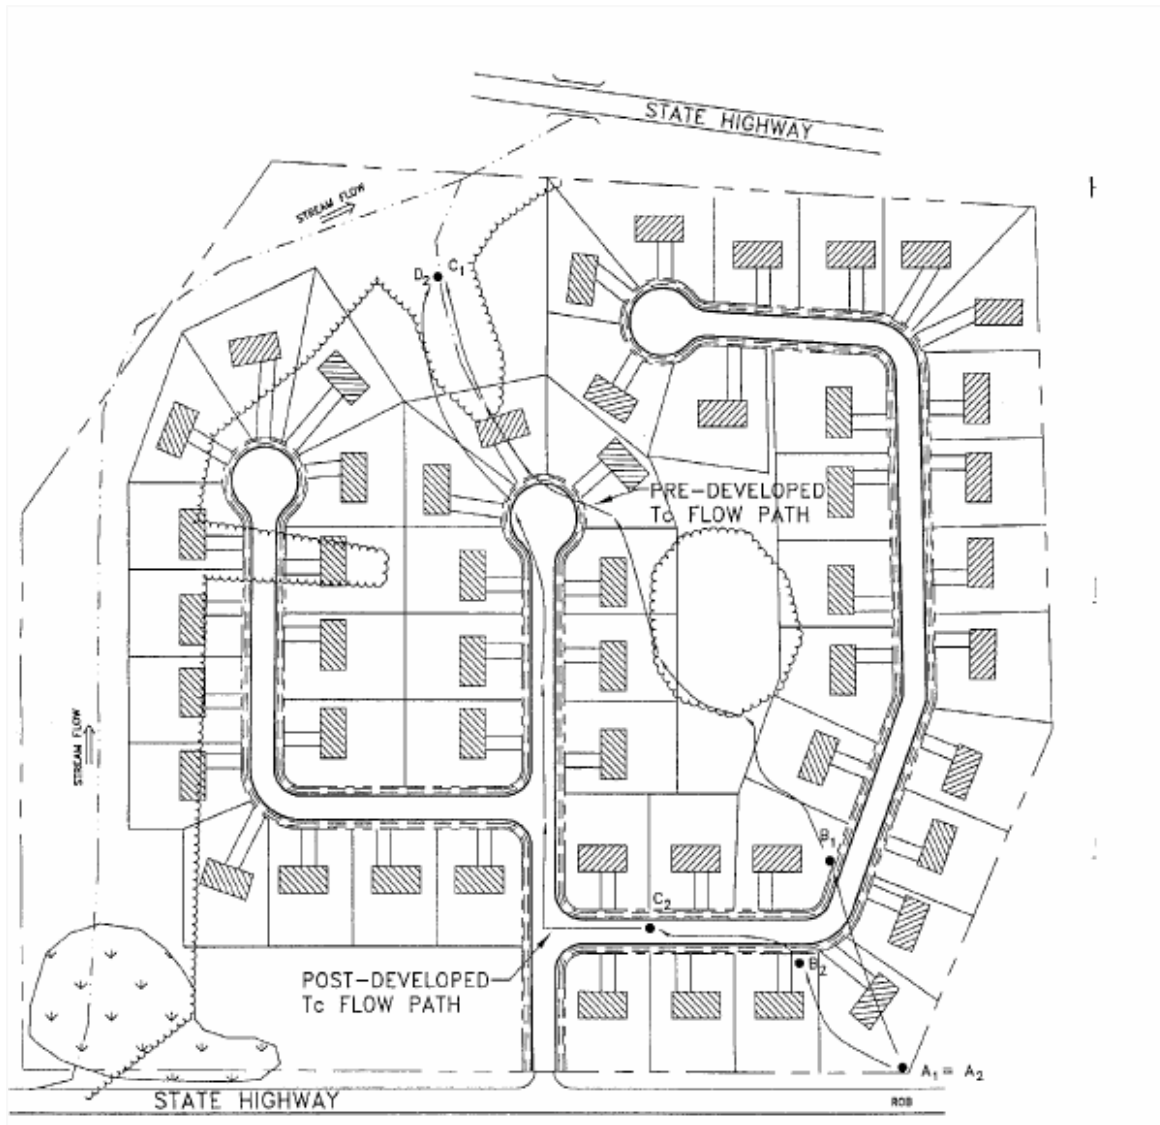 STATE HIGHWAY
STREAM FLOW
D2
C1
PRE-DEVELOPED
Tc FLOW PATH
STREAM FLOW
B1
C2
B2
POST-DEVELOPED
Tc FLOW PATH
A1 = A2
STATE HIGHWAY